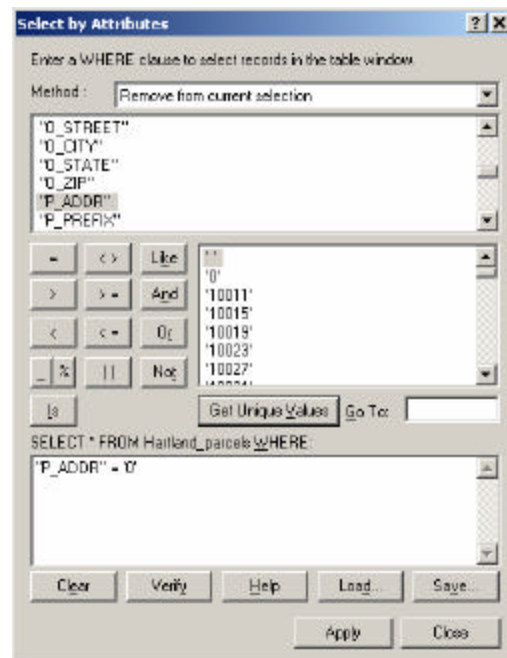 Select by Attributes
Enter a WHERE clause to select records in the table window.
Method : Remove from current selection
"O_STREET"
"O_CITY"
"O_STATE"
"O_ZIP"
"P_ADDR"
"P_PREFIX"
= <> Like
> >= And
< <= Or
_ % () Not
Is
' '
'0'
'10011'
'10015'
'10019'
'10023'
'10027'
Get Unique Values Go To:
SELECT * FROM Hartland_parcels WHERE:
"P_ADDR" = '0'
Clear Verify Help Load... Save...
Apply Close